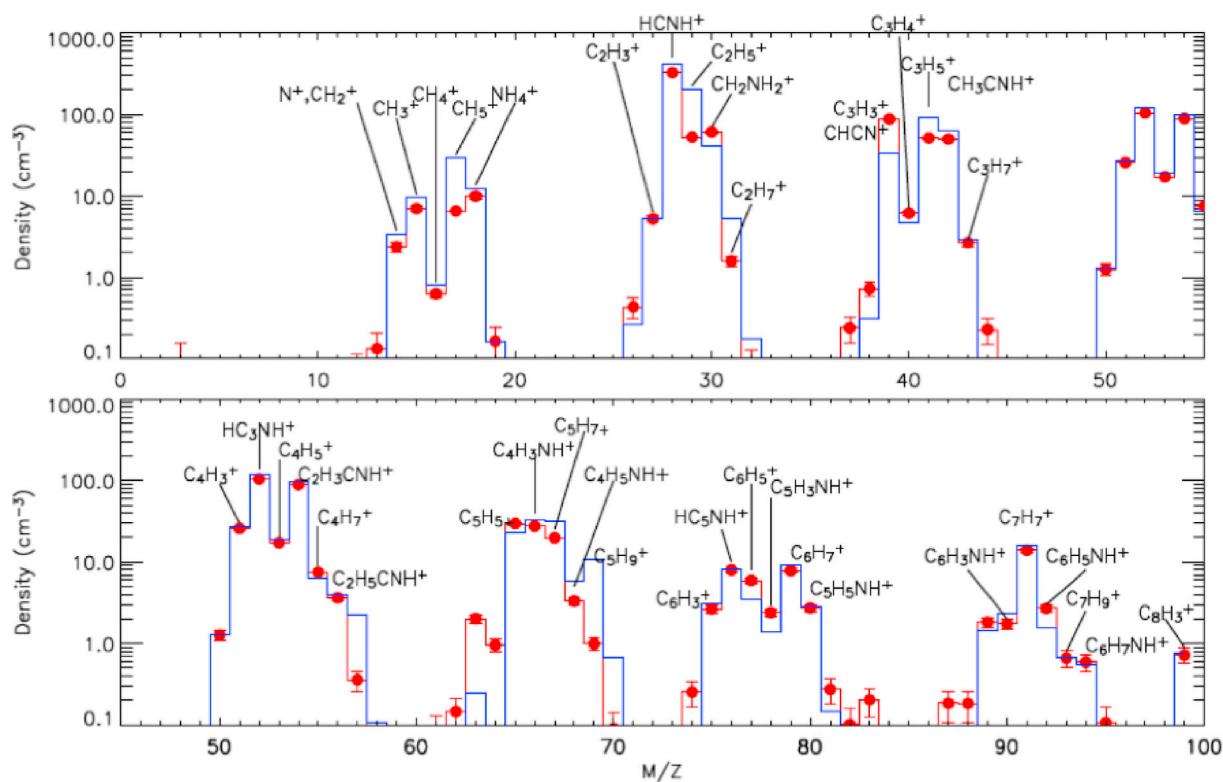 HCNH+
C3H4+
C2H3+
C2H5+
C3H5+
CH2NH2+
CH3CNH+
N+,CH2+
CH3+
CH4+
CH5+
NH4+
C3H3+
CHCN+
C2H7+
C3H7+
Density (cm-3)
1000.0
100.0
10.0
1.0
0.1
0 10 20 30 40 50
HC3NH+
C4H3+
C4H5+
C2H3CNH+
C4H7+
C2H5CNH+
C5H7+
C4H3NH+
C4H5NH+
C5H5+
C5H9+
C6H5+
C5H3NH+
HC5NH+
C6H7+
C6H3+
C5H5NH+
C7H7+
C6H3NH+
C6H5NH+
C7H9+
C6H7NH+
C8H3+
Density (cm-3)
1000.0
100.0
10.0
1.0
0.1
50 60 70 80 90 100
M/Z